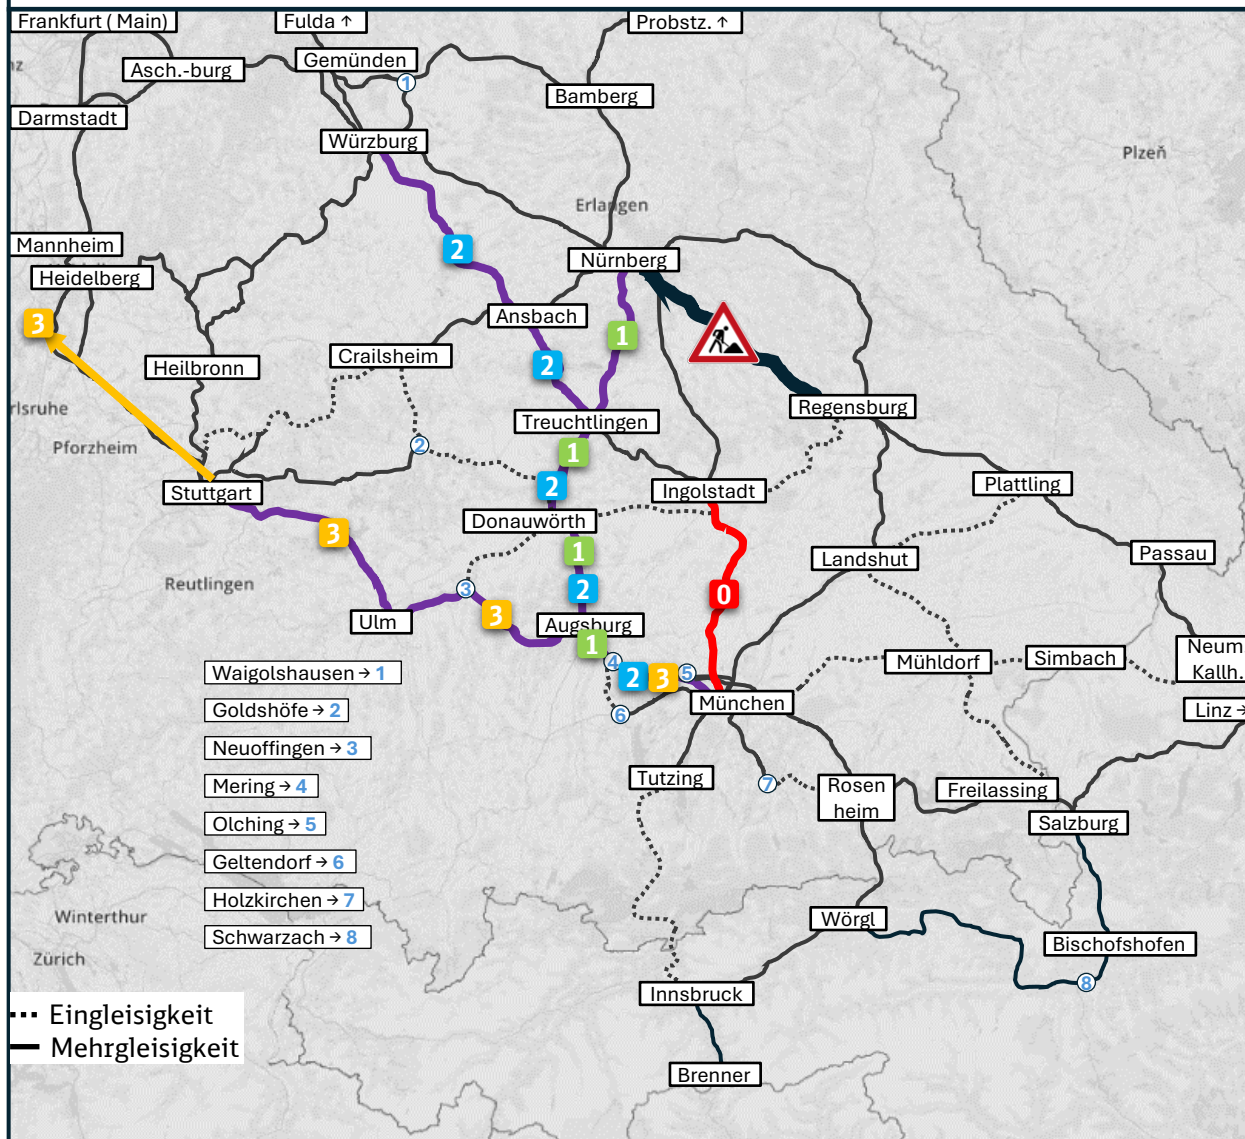 Frankfurt ( Main)
Fulda ↑
Probstz. ↑
Gemünden
Asch.-burg
1
Bamberg
Darmstadt
Würzburg
Plzeň
Erlangen
Mannheim
2
Nürnberg
Heidelberg
3
Ansbach
1
Crailsheim
2
Heilbronn
Regensburg
Treuchtlingen
Pforzheim
2
1
Stuttgart
2
Ingolstadt
Plattling
Donauwörth
3
1
Landshut
Passau
Reutlingen
3
2
0
3
Ulm
Augsburg
1
4
2
3
5
Mühldorf
Simbach
Neum.
Kallh.
Waigolshausen → 1
München
6
Linz →
Goldshöfe → 2
Neuoffingen → 3
Tutzing
7
Rosen
heim
Freilassing
Mering → 4
Salzburg
Olching → 5
Geltendorf → 6
Holzkirchen → 7
Winterthur
Wörgl
Schwarzach → 8
Bischofshofen
Zürich
8
Innsbruck
Eingleisigkeit
Mehrgleisigkeit
Brenner